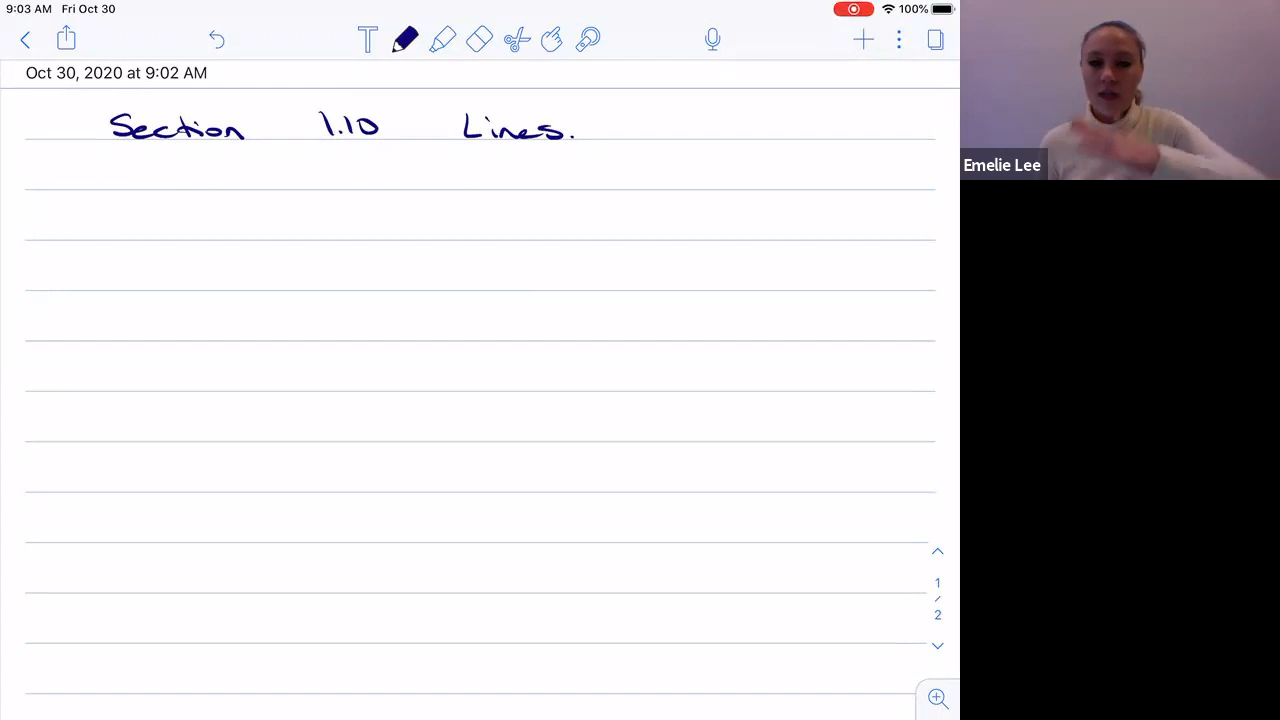 9:03 AM Fri Oct 30
100%
T
Oct 30, 2020 at 9:02 AM
Section 1.10 Lines.
Emelie Lee
1
/
2